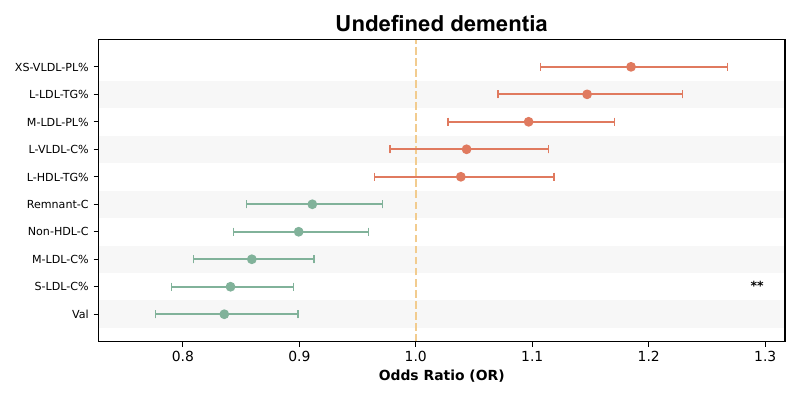 Undefined dementia
XS-VLDL-PL%
L-LDL-TG%
M-LDL-PL%
L-VLDL-C%
L-HDL-TG%
Remnant-C
Non-HDL-C
M-LDL-C%
S-LDL-C% **
Val
0.8 0.9 1.0 1.1 1.2 1.3
Odds Ratio (OR)